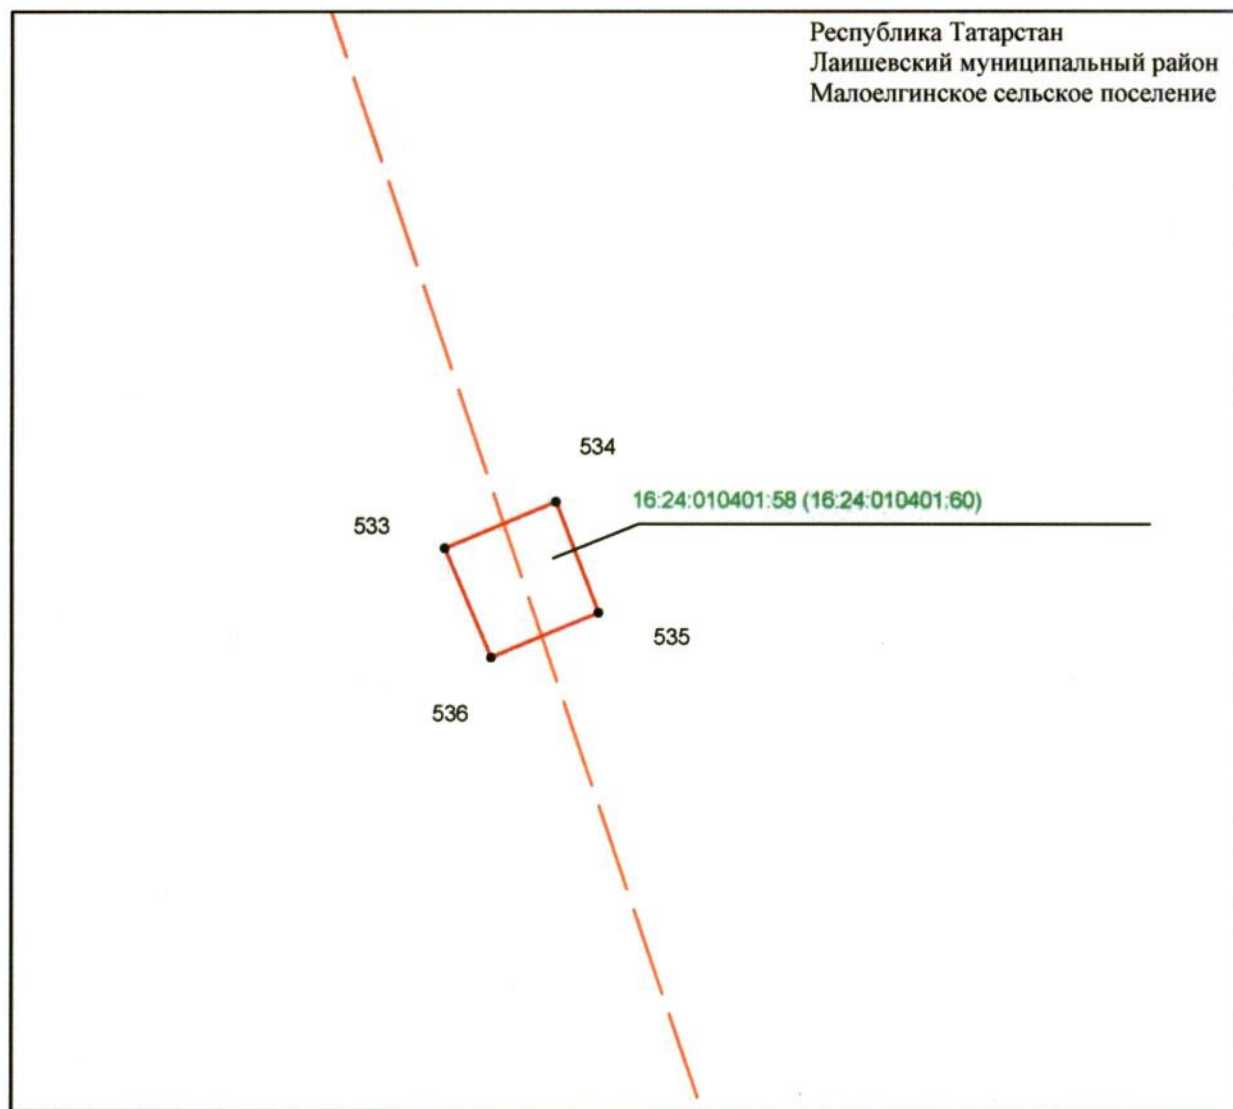 Республика Татарстан
Лаишевский муниципальный район
Малоелгинское сельское поселение
534
16:24:010401:58 (16:24:010401:60)
533
535
536